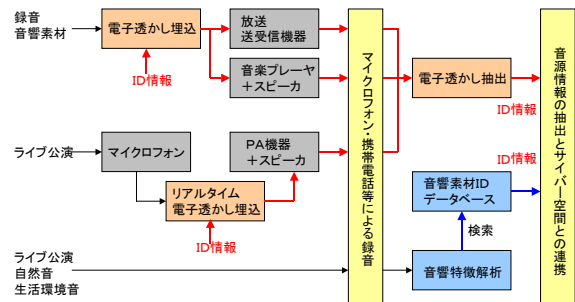 録音
音響素材
電子透かし埋込
ID情報
放送
送受信機器
音楽プレーヤ
＋スピーカ
ライブ公演
マイクロフォン
リアルタイム
電子透かし埋込
ID情報
PA機器
＋スピーカ
ライブ公演
自然音
生活環境音
マイクロフォン・携帯電話等による録音
電子透かし抽出
ID情報
ID情報
音響素材ID
データベース
検索
音響特徴解析
音源情報の抽出とサイバー空間との連携